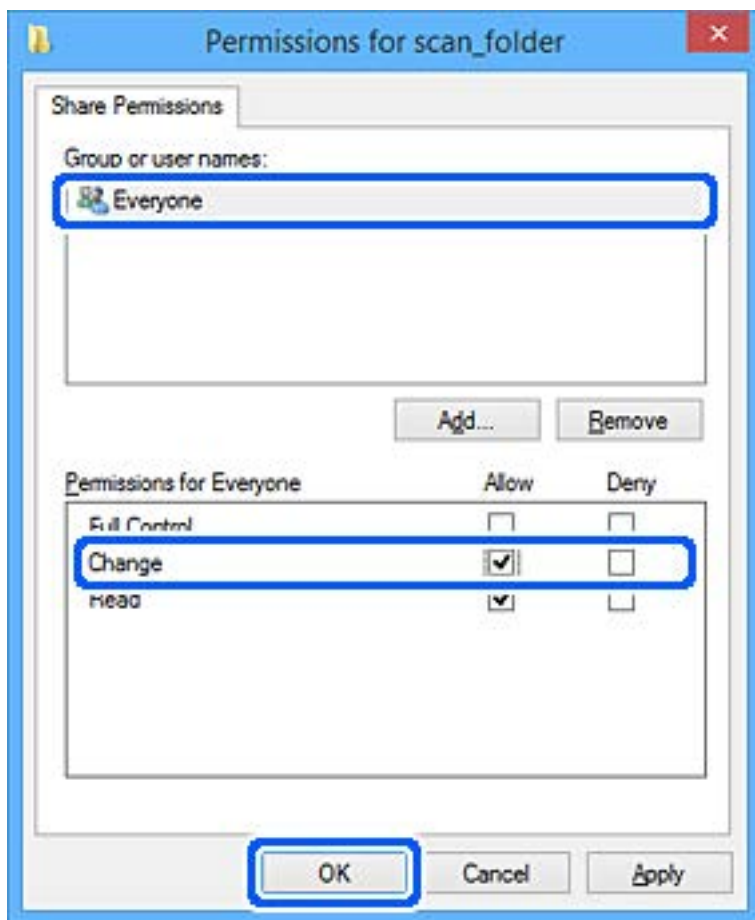 Permissions for scan_folder
Share Permissions
Group or user names:
Everyone
Add... Remove
Permissions for Everyone Allow Deny
Full Control
Change
Read
OK Cancel Apply